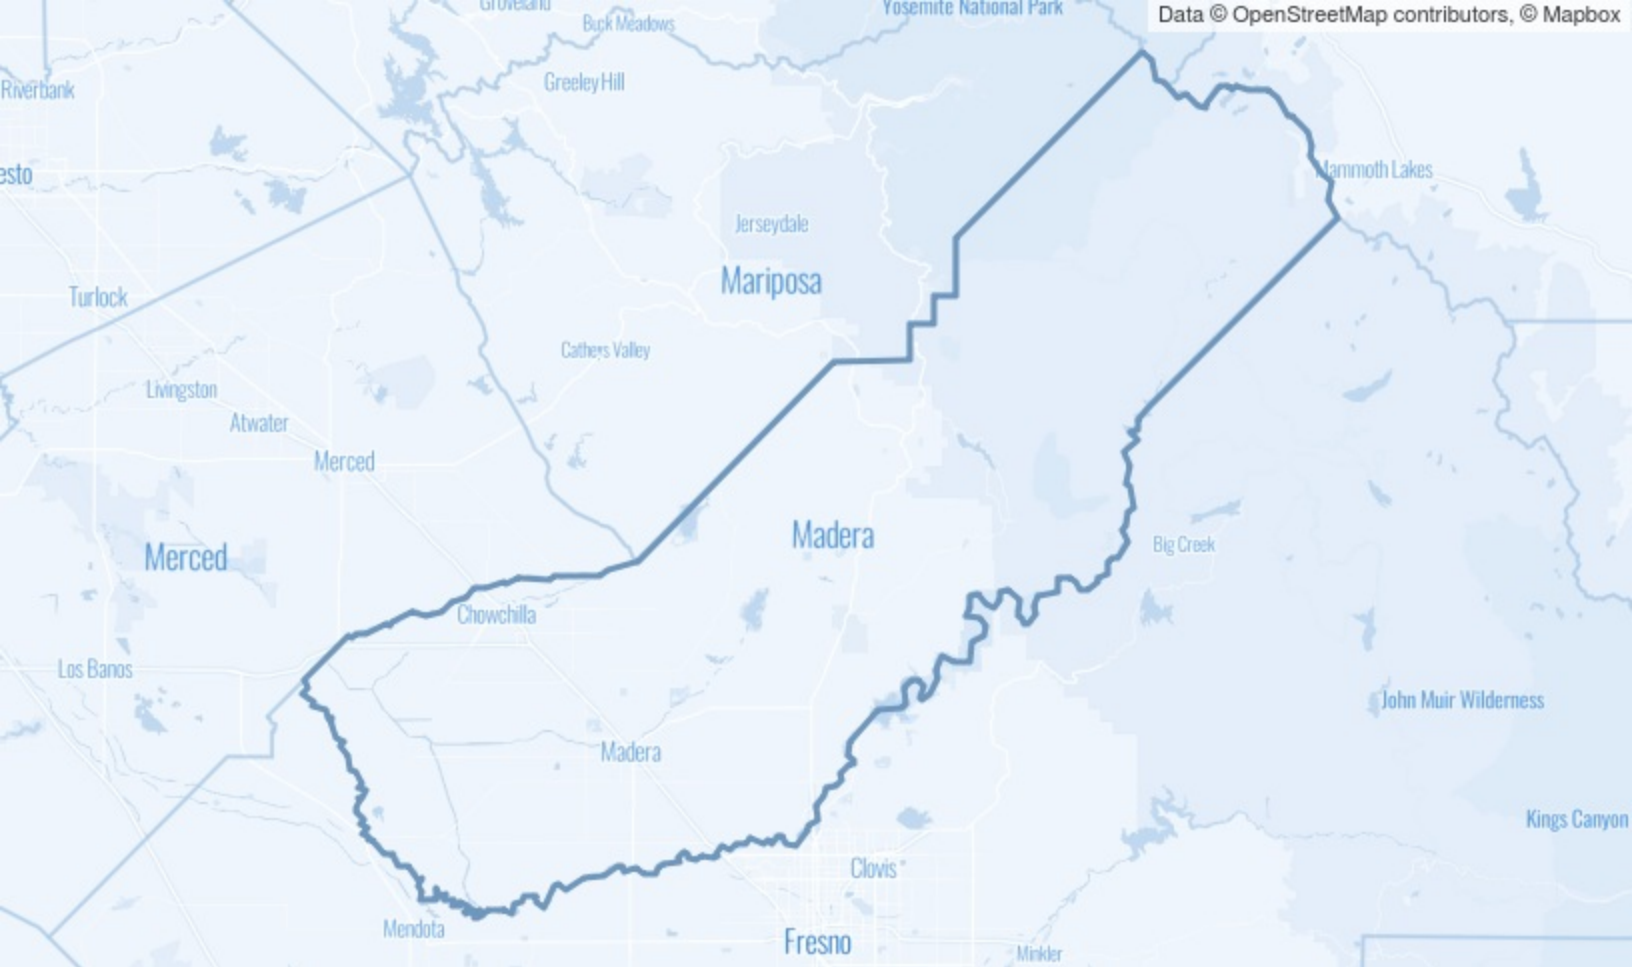 Groveland
Yosemite National Park
Data © OpenStreetMap contributors, © Mapbox
Buck Meadows
Riverbank
Greeley Hill
esto
Mammoth Lakes
Jerseydale
Mariposa
Turlock
Cathers Valley
Livingston
Atwater
Merced
Madera
Big Creek
Merced
Chowchilla
Los Banos
John Muir Wilderness
Madera
Kings Canyon
Clovis
Mendota
Fresno
Minkler